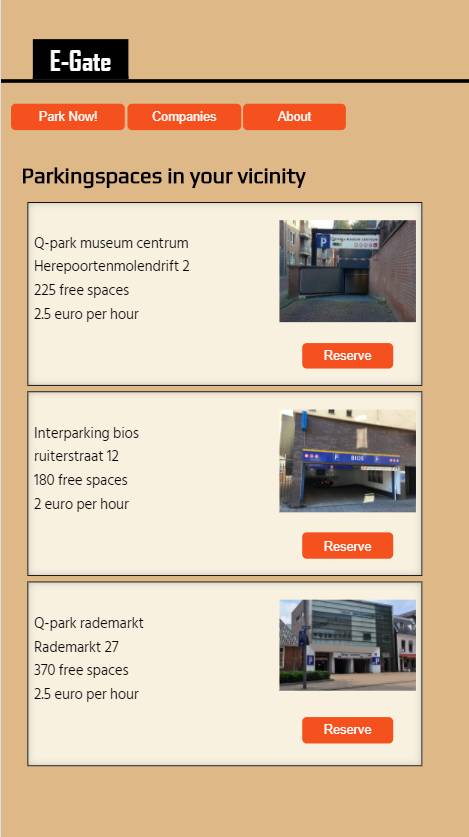 E-Gate
Park Now!
Companies
About
Parkingspaces in your vicinity
Q-park museum centrum
Herepoortenmolendrift 2
225 free spaces
2.5 euro per hour
P
Reserve
Interparking bios
ruiterstraat 12
180 free spaces
2 euro per hour
P BIOS P
Reserve
Q-park rademarkt
Rademarkt 27
370 free spaces
2.5 euro per hour
P
P
Reserve